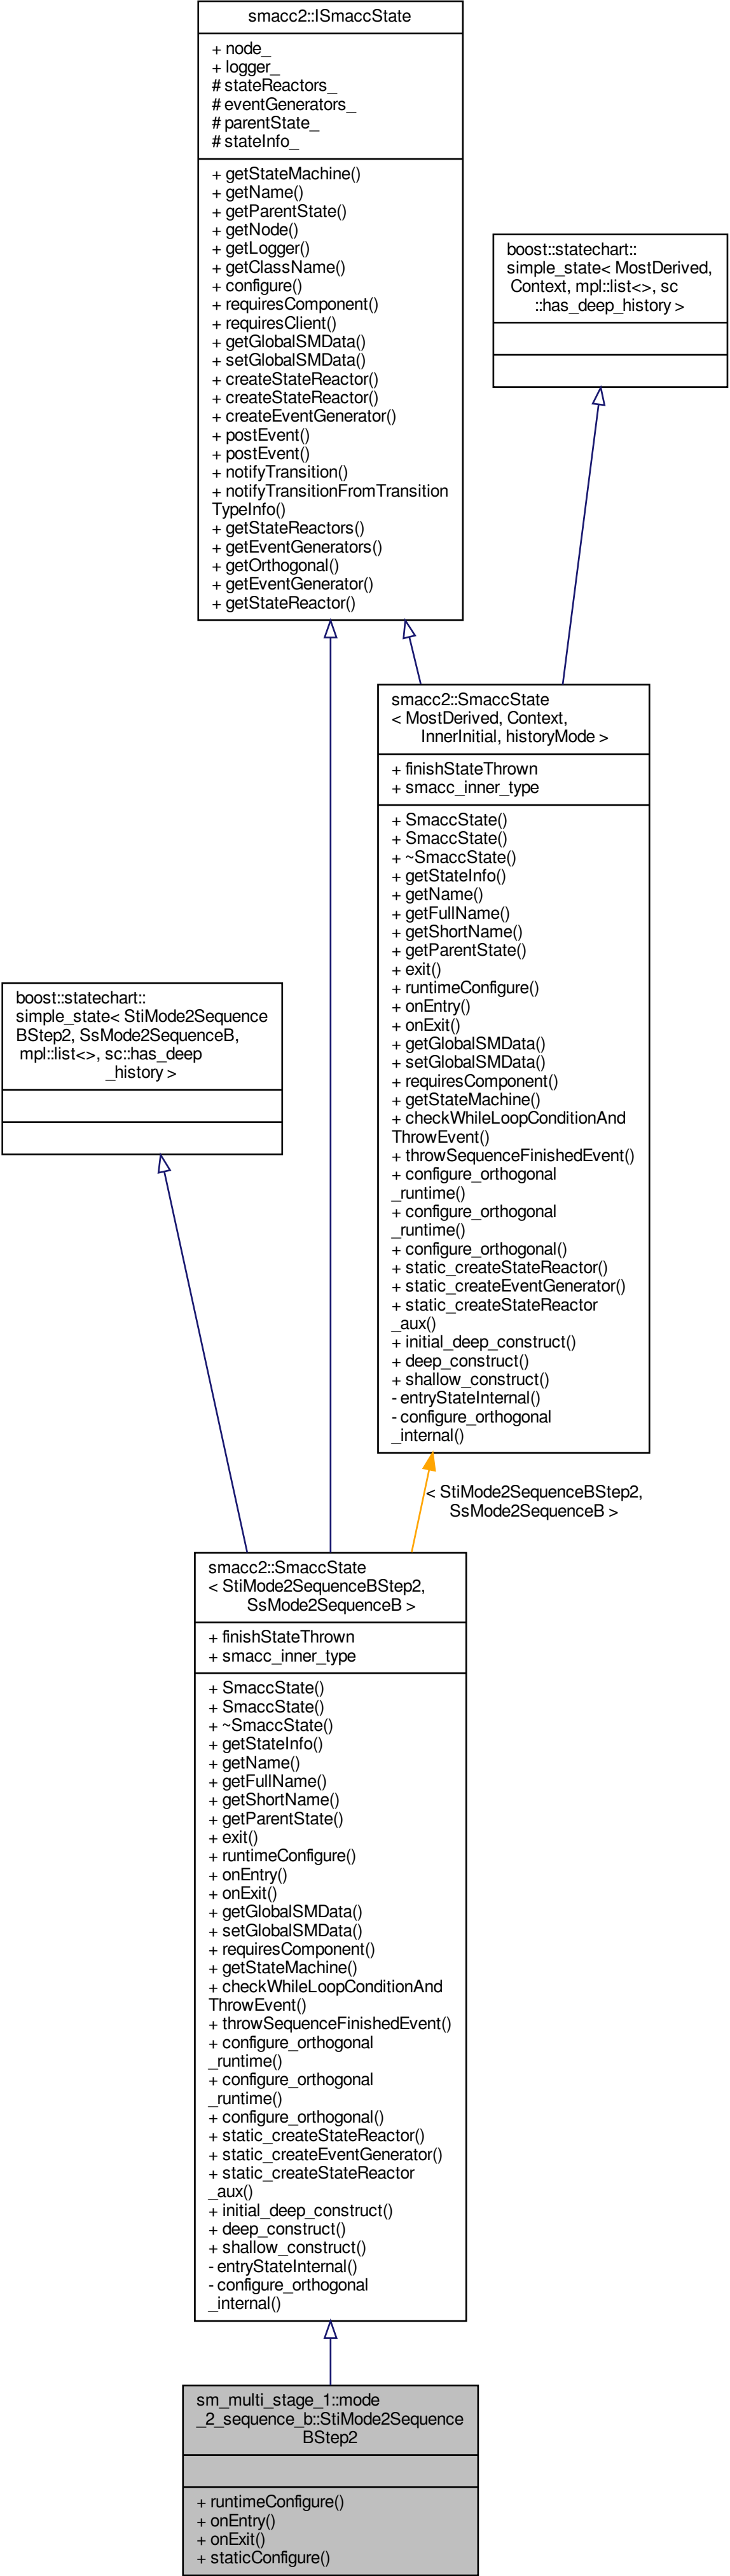 smacc2::ISmaccState
+ node_
+ logger_
# stateReactors_
# eventGenerators_
# parentState_
# stateInfo_
+ getStateMachine()
+ getName()
+ getParentState()
+ getNode()
+ getLogger()
+ getClassName()
+ configure()
+ requiresComponent()
+ requiresClient()
+ getGlobalSMData()
+ setGlobalSMData()
+ createStateReactor()
+ createStateReactor()
+ createEventGenerator()
+ postEvent()
+ postEvent()
+ notifyTransition()
+ notifyTransitionFromTransition
TypeInfo()
+ getStateReactors()
+ getEventGenerators()
+ getOrthogonal()
+ getEventGenerator()
+ getStateReactor()
boost::statechart::
simple_state< MostDerived,
Context, mpl::list<>, sc
::has_deep_history >
smacc2::SmaccState
< MostDerived, Context,
InnerInitial, historyMode >
+ finishStateThrown
+ smacc_inner_type
+ SmaccState()
+ SmaccState()
+ ~SmaccState()
+ getStateInfo()
+ getName()
+ getFullName()
+ getShortName()
+ getParentState()
+ exit()
+ runtimeConfigure()
+ onEntry()
+ onExit()
+ getGlobalSMData()
+ setGlobalSMData()
+ requiresComponent()
+ getStateMachine()
+ checkWhileLoopConditionAnd
ThrowEvent()
+ throwSequenceFinishedEvent()
+ configure_orthogonal
_runtime()
+ configure_orthogonal
_runtime()
+ configure_orthogonal()
+ static_createStateReactor()
+ static_createEventGenerator()
+ static_createStateReactor
_aux()
+ initial_deep_construct()
+ deep_construct()
+ shallow_construct()
- entryStateInternal()
- configure_orthogonal
_internal()
boost::statechart::
simple_state< StiMode2Sequence
BStep2, SsMode2SequenceB,
mpl::list<>, sc::has_deep
_history >
< StiMode2SequenceBStep2,
SsMode2SequenceB >
smacc2::SmaccState
< StiMode2SequenceBStep2,
SsMode2SequenceB >
+ finishStateThrown
+ smacc_inner_type
+ SmaccState()
+ SmaccState()
+ ~SmaccState()
+ getStateInfo()
+ getName()
+ getFullName()
+ getShortName()
+ getParentState()
+ exit()
+ runtimeConfigure()
+ onEntry()
+ onExit()
+ getGlobalSMData()
+ setGlobalSMData()
+ requiresComponent()
+ getStateMachine()
+ checkWhileLoopConditionAnd
ThrowEvent()
+ throwSequenceFinishedEvent()
+ configure_orthogonal
_runtime()
+ configure_orthogonal
_runtime()
+ configure_orthogonal()
+ static_createStateReactor()
+ static_createEventGenerator()
+ static_createStateReactor
_aux()
+ initial_deep_construct()
+ deep_construct()
+ shallow_construct()
- entryStateInternal()
- configure_orthogonal
_internal()
sm_multi_stage_1::mode
_2_sequence_b::StiMode2Sequence
BStep2
+ runtimeConfigure()
+ onEntry()
+ onExit()
+ staticConfigure()